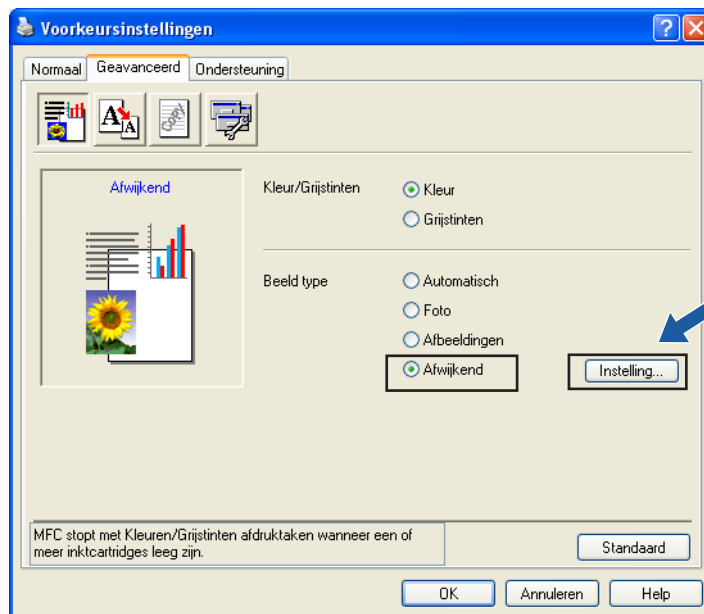 Voorkeursinstellingen
Normaal Geavanceerd Ondersteuning
A A COPY
Afwijkend
Kleur/Grijstinten
Kleur
Grijstinten
Beeld type
Automatisch
Foto
Afbeeldingen
Afwijkend
Instelling...
MFC stopt met Kleuren/Grijstinten afdruktaken wanneer een of
meer inktcartridges leeg zijn.
Standaard
OK Annuleren Help